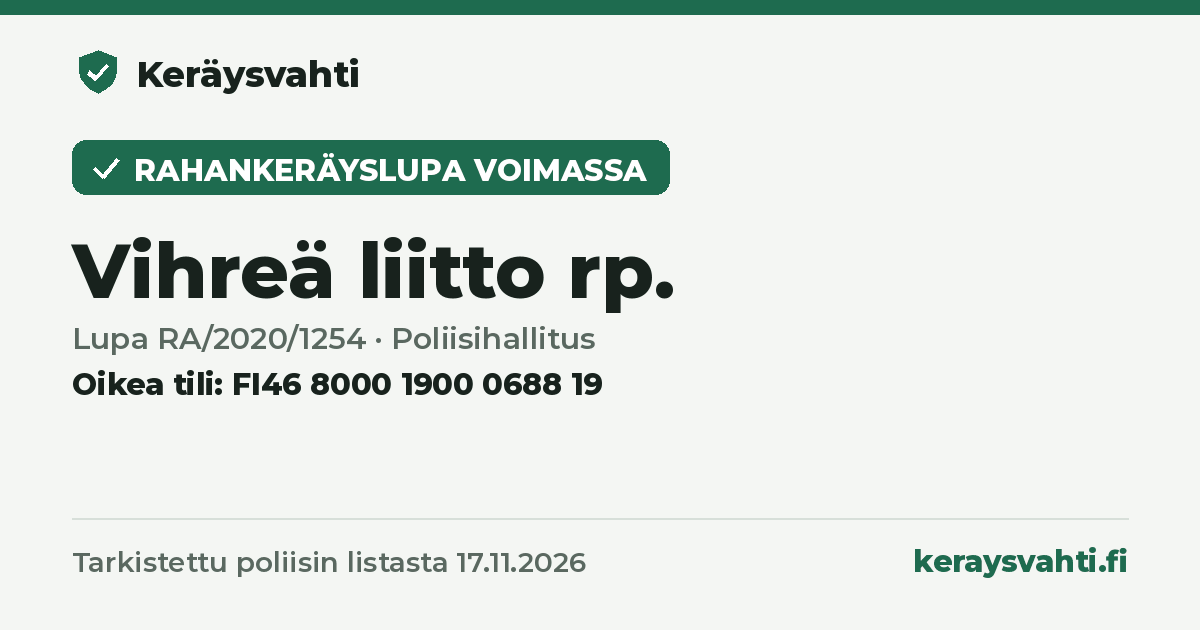 Keräysvahti
RAHANKERÄYSLUPA VOIMASSA
Vihreä liitto rp.
Lupa RA/2020/1254 · Poliisihallitus
Oikea tili: FI46 8000 1900 0688 19
Tarkistettu poliisin listasta 17.11.2026
keraysvahti.fi